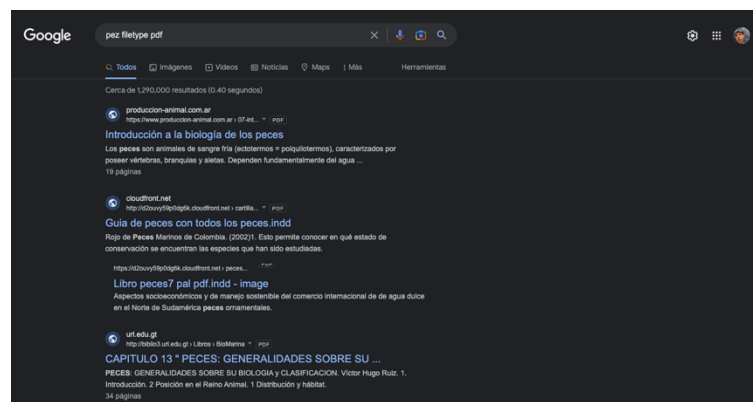 Google
pez filetype pdf
Todos Imágenes Videos Noticias Maps Más Herramientas
Cerca de 1,290,000 resultados (0.40 segundos)
produccion-animal.com.ar
https://www.produccion-animal.com.ar › 07-int... PDF
Introducción a la biología de los peces
Los peces son animales de sangre fría (ectotermos = poiquilotermos), caracterizados por
poseer vértebras, branquias y aletas. Dependen fundamentalmente del agua ...
19 páginas
cloudfront.net
http://d2ouvy59p0dg6k.cloudfront.net › cartilla... PDF
Guia de peces con todos los peces.indd
Rojo de Peces Marinos de Colombia. (2002)1. Esto permite conocer en qué estado de
conservación se encuentran las especies que han sido estudiadas.
https://d2ouvy59p0dg6k.cloudfront.net › peces... PDF
Libro peces7 pal pdf.indd - image
Aspectos socioeconómicos y de manejo sostenible del comercio internacional de de agua dulce
en el Norte de Sudamérica peces ornamentales.
url.edu.gt
http://biblio3.url.edu.gt › Libros › BioMarina PDF
CAPITULO 13 " PECES: GENERALIDADES SOBRE SU ...
PECES: GENERALIDADES SOBRE SU BIOLOGIA y CLASIFICACION. Víctor Hugo Ruiz. 1.
Introducción. 2 Posición en el Reino Animal. 1 Distribución y hábitat.
34 páginas